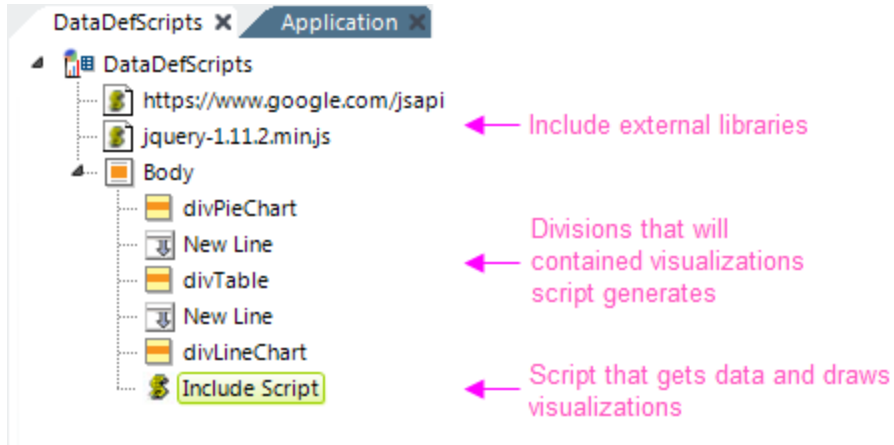 DataDefScripts Application
DataDefScripts
https://www.google.com/jsapi
jquery-1.11.2.min.js
Include external libraries
Body
divPieChart
New Line
divTable
New Line
divLineChart
Include Script
Divisions that will
contained visualizations
script generates
Script that gets data and draws
visualizations